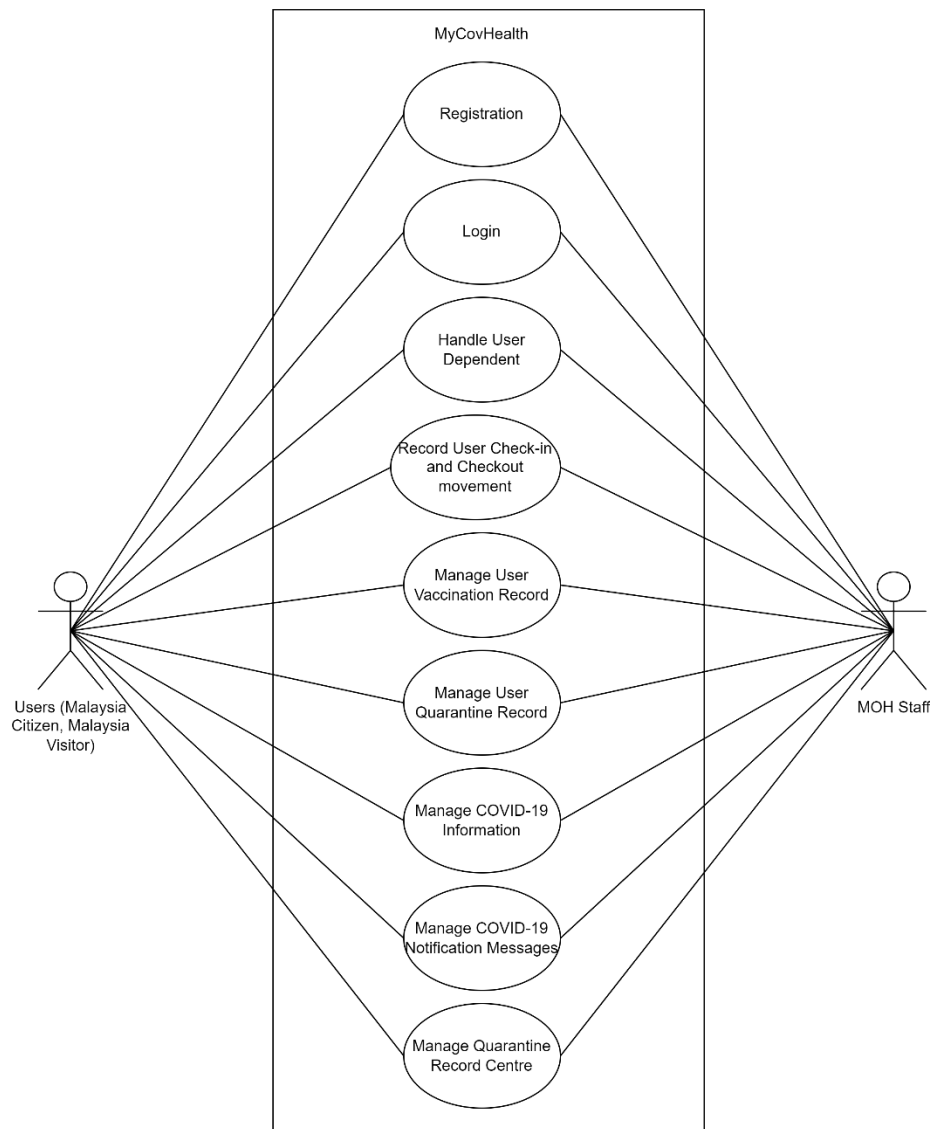 MyCovHealth
Registration
Login
Handle User
Dependent
Record User Check-in
and Checkout
movement
Manage User
Vaccination Record
Manage User
Quarantine Record
Users (Malaysia
Citizen, Malaysia
Visitor)
MOH Staff
Manage COVID-19
Information
Manage COVID-19
Notification Messages
Manage Quarantine
Record Centre